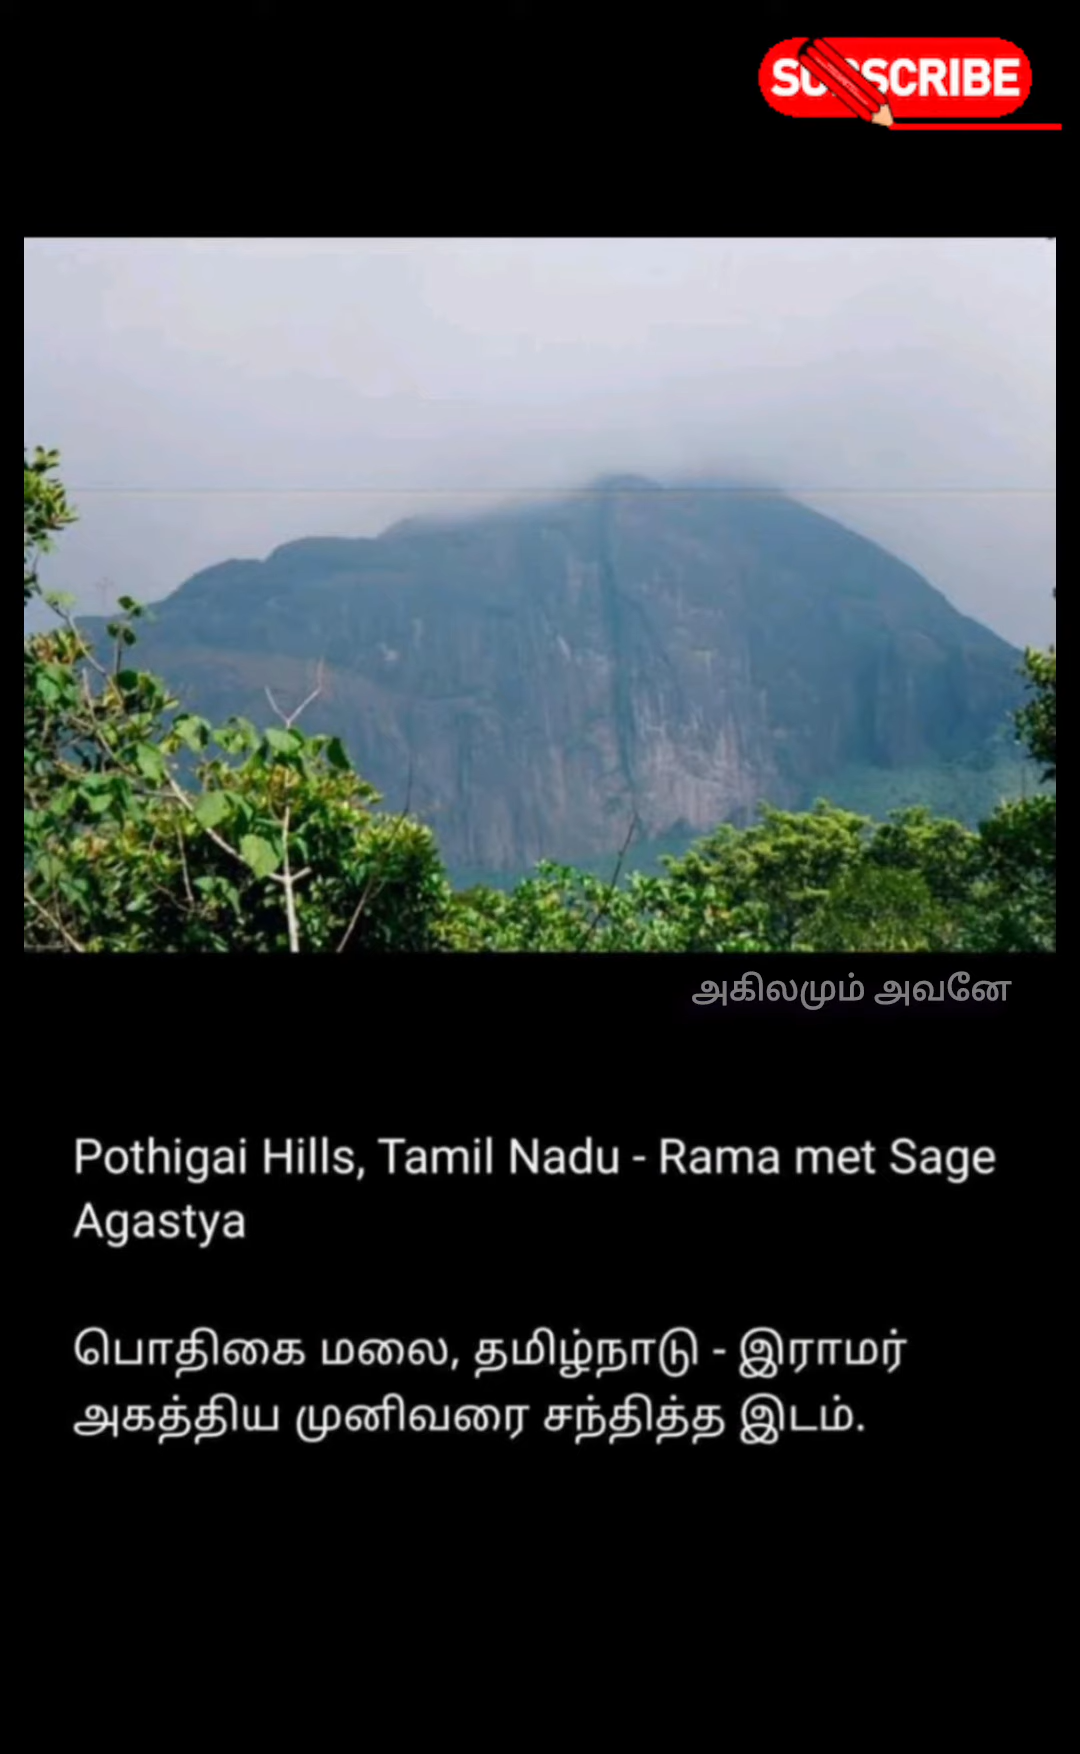 SUBSCRIBE
அகிலமும் அவனே
Pothigai Hills, Tamil Nadu - Rama met Sage
Agastya
பொதிகை மலை, தமிழ்நாடு - இராமர்
அகத்திய முனிவரை சந்தித்த இடம்.